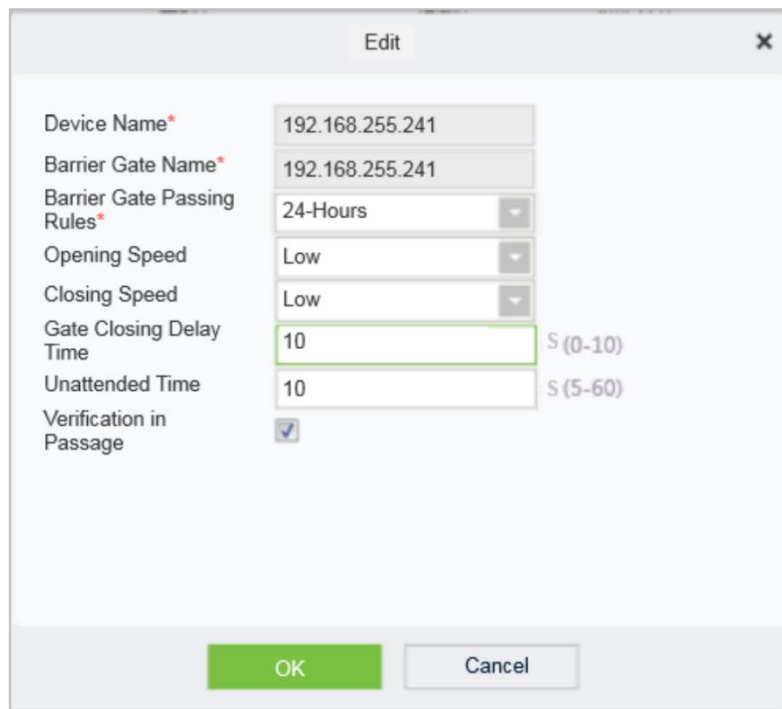 Edit
Device Name*
192.168.255.241
Barrier Gate Name*
192.168.255.241
Barrier Gate Passing
Rules*
24-Hours
Opening Speed
Low
Closing Speed
Low
Gate Closing Delay
Time
10
S (0-10)
Unattended Time
10
S (5-60)
Verification in
Passage
OK
Cancel